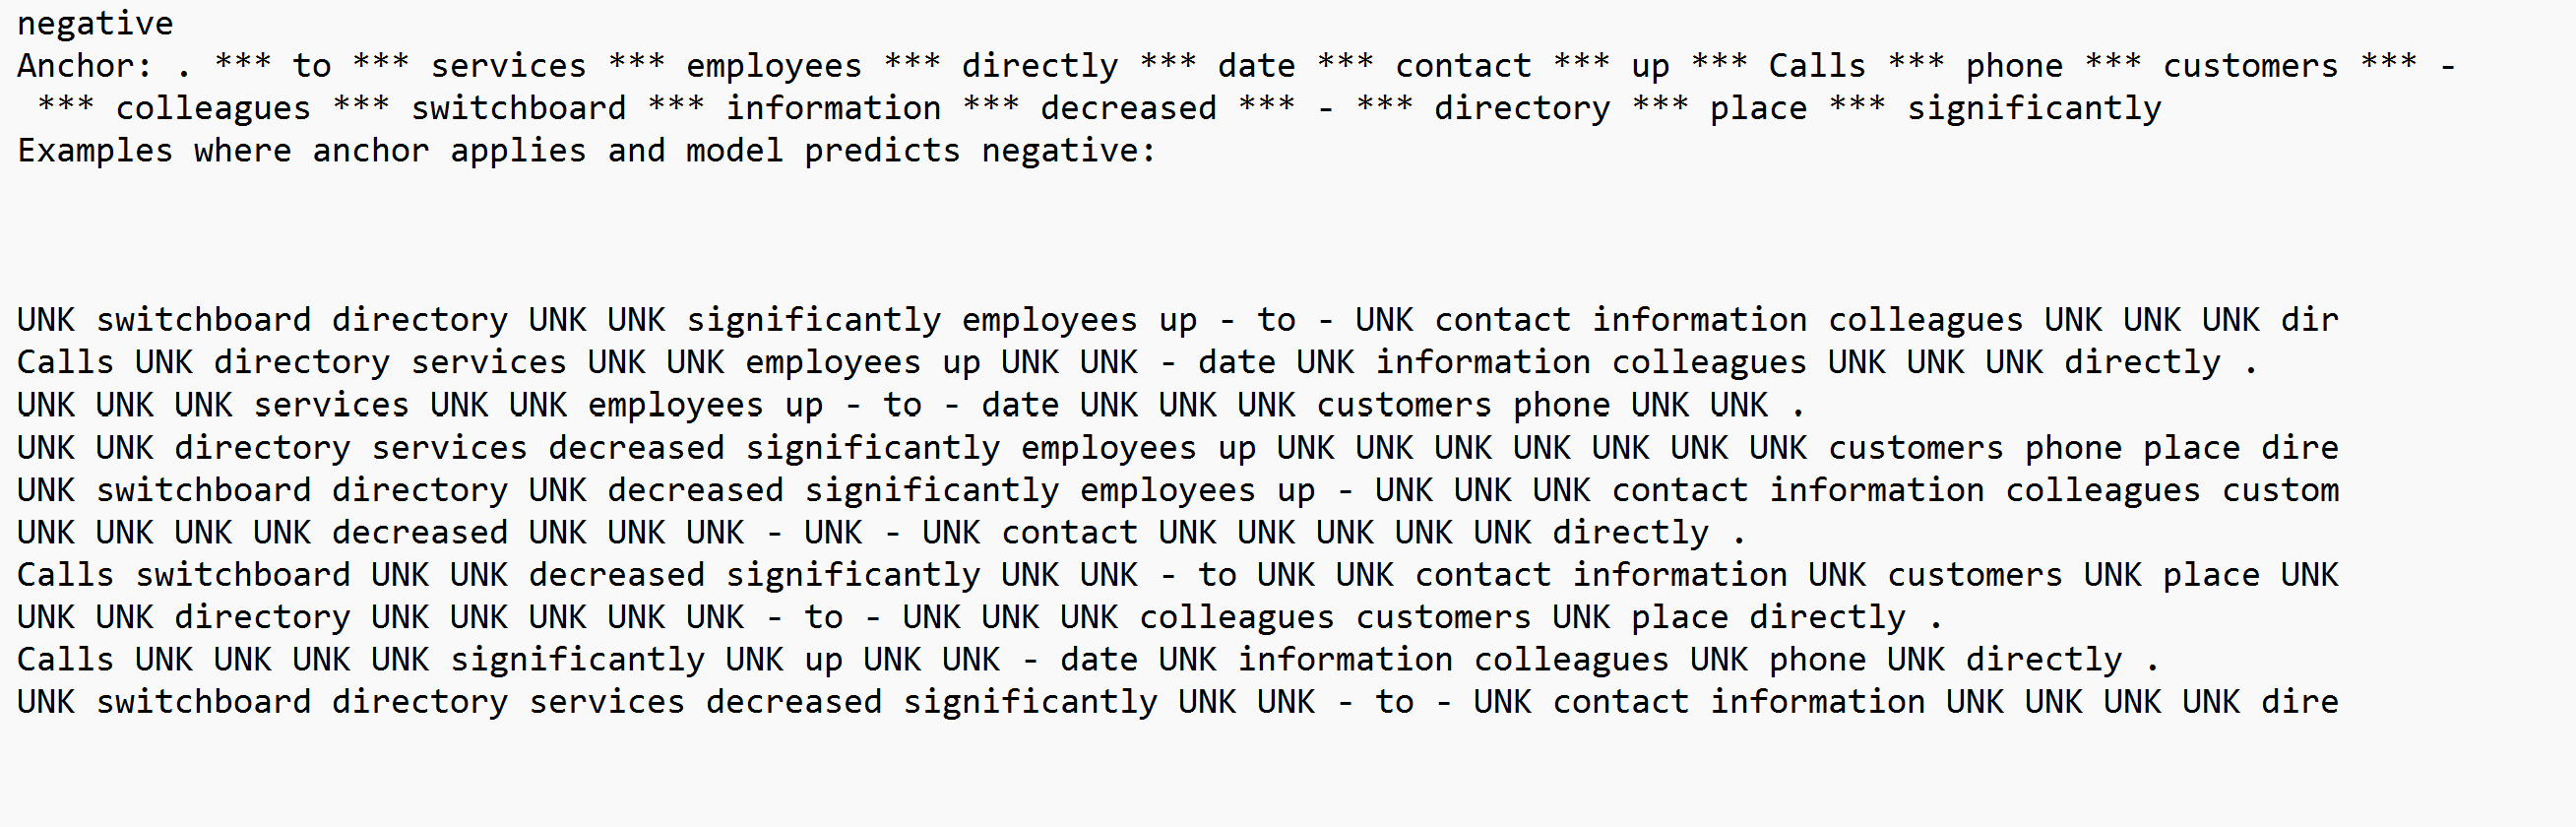 negative
Anchor: . *** to *** services *** employees *** directly *** date *** contact *** up *** Calls *** phone *** customers *** -
*** colleagues *** switchboard *** information *** decreased *** - *** directory *** place *** significantly
Examples where anchor applies and model predicts negative:
UNK switchboard directory UNK UNK significantly employees up - to - UNK contact information colleagues UNK UNK UNK dir
Calls UNK directory services UNK UNK employees up UNK UNK - date UNK information colleagues UNK UNK UNK directly .
UNK UNK UNK services UNK UNK employees up - to - date UNK UNK UNK customers phone UNK UNK .
UNK UNK directory services decreased significantly employees up UNK UNK UNK UNK UNK UNK UNK customers phone place dire
UNK switchboard directory UNK decreased significantly employees up - UNK UNK UNK contact information colleagues custom
UNK UNK UNK UNK decreased UNK UNK UNK - UNK - UNK contact UNK UNK UNK UNK UNK directly .
Calls switchboard UNK UNK decreased significantly UNK UNK - to UNK UNK contact information UNK customers UNK place UNK
UNK UNK directory UNK UNK UNK UNK UNK - to - UNK UNK UNK colleagues customers UNK place directly .
Calls UNK UNK UNK UNK significantly UNK up UNK UNK - date UNK information colleagues UNK phone UNK directly .
UNK switchboard directory services decreased significantly UNK UNK - to - UNK contact information UNK UNK UNK UNK dire